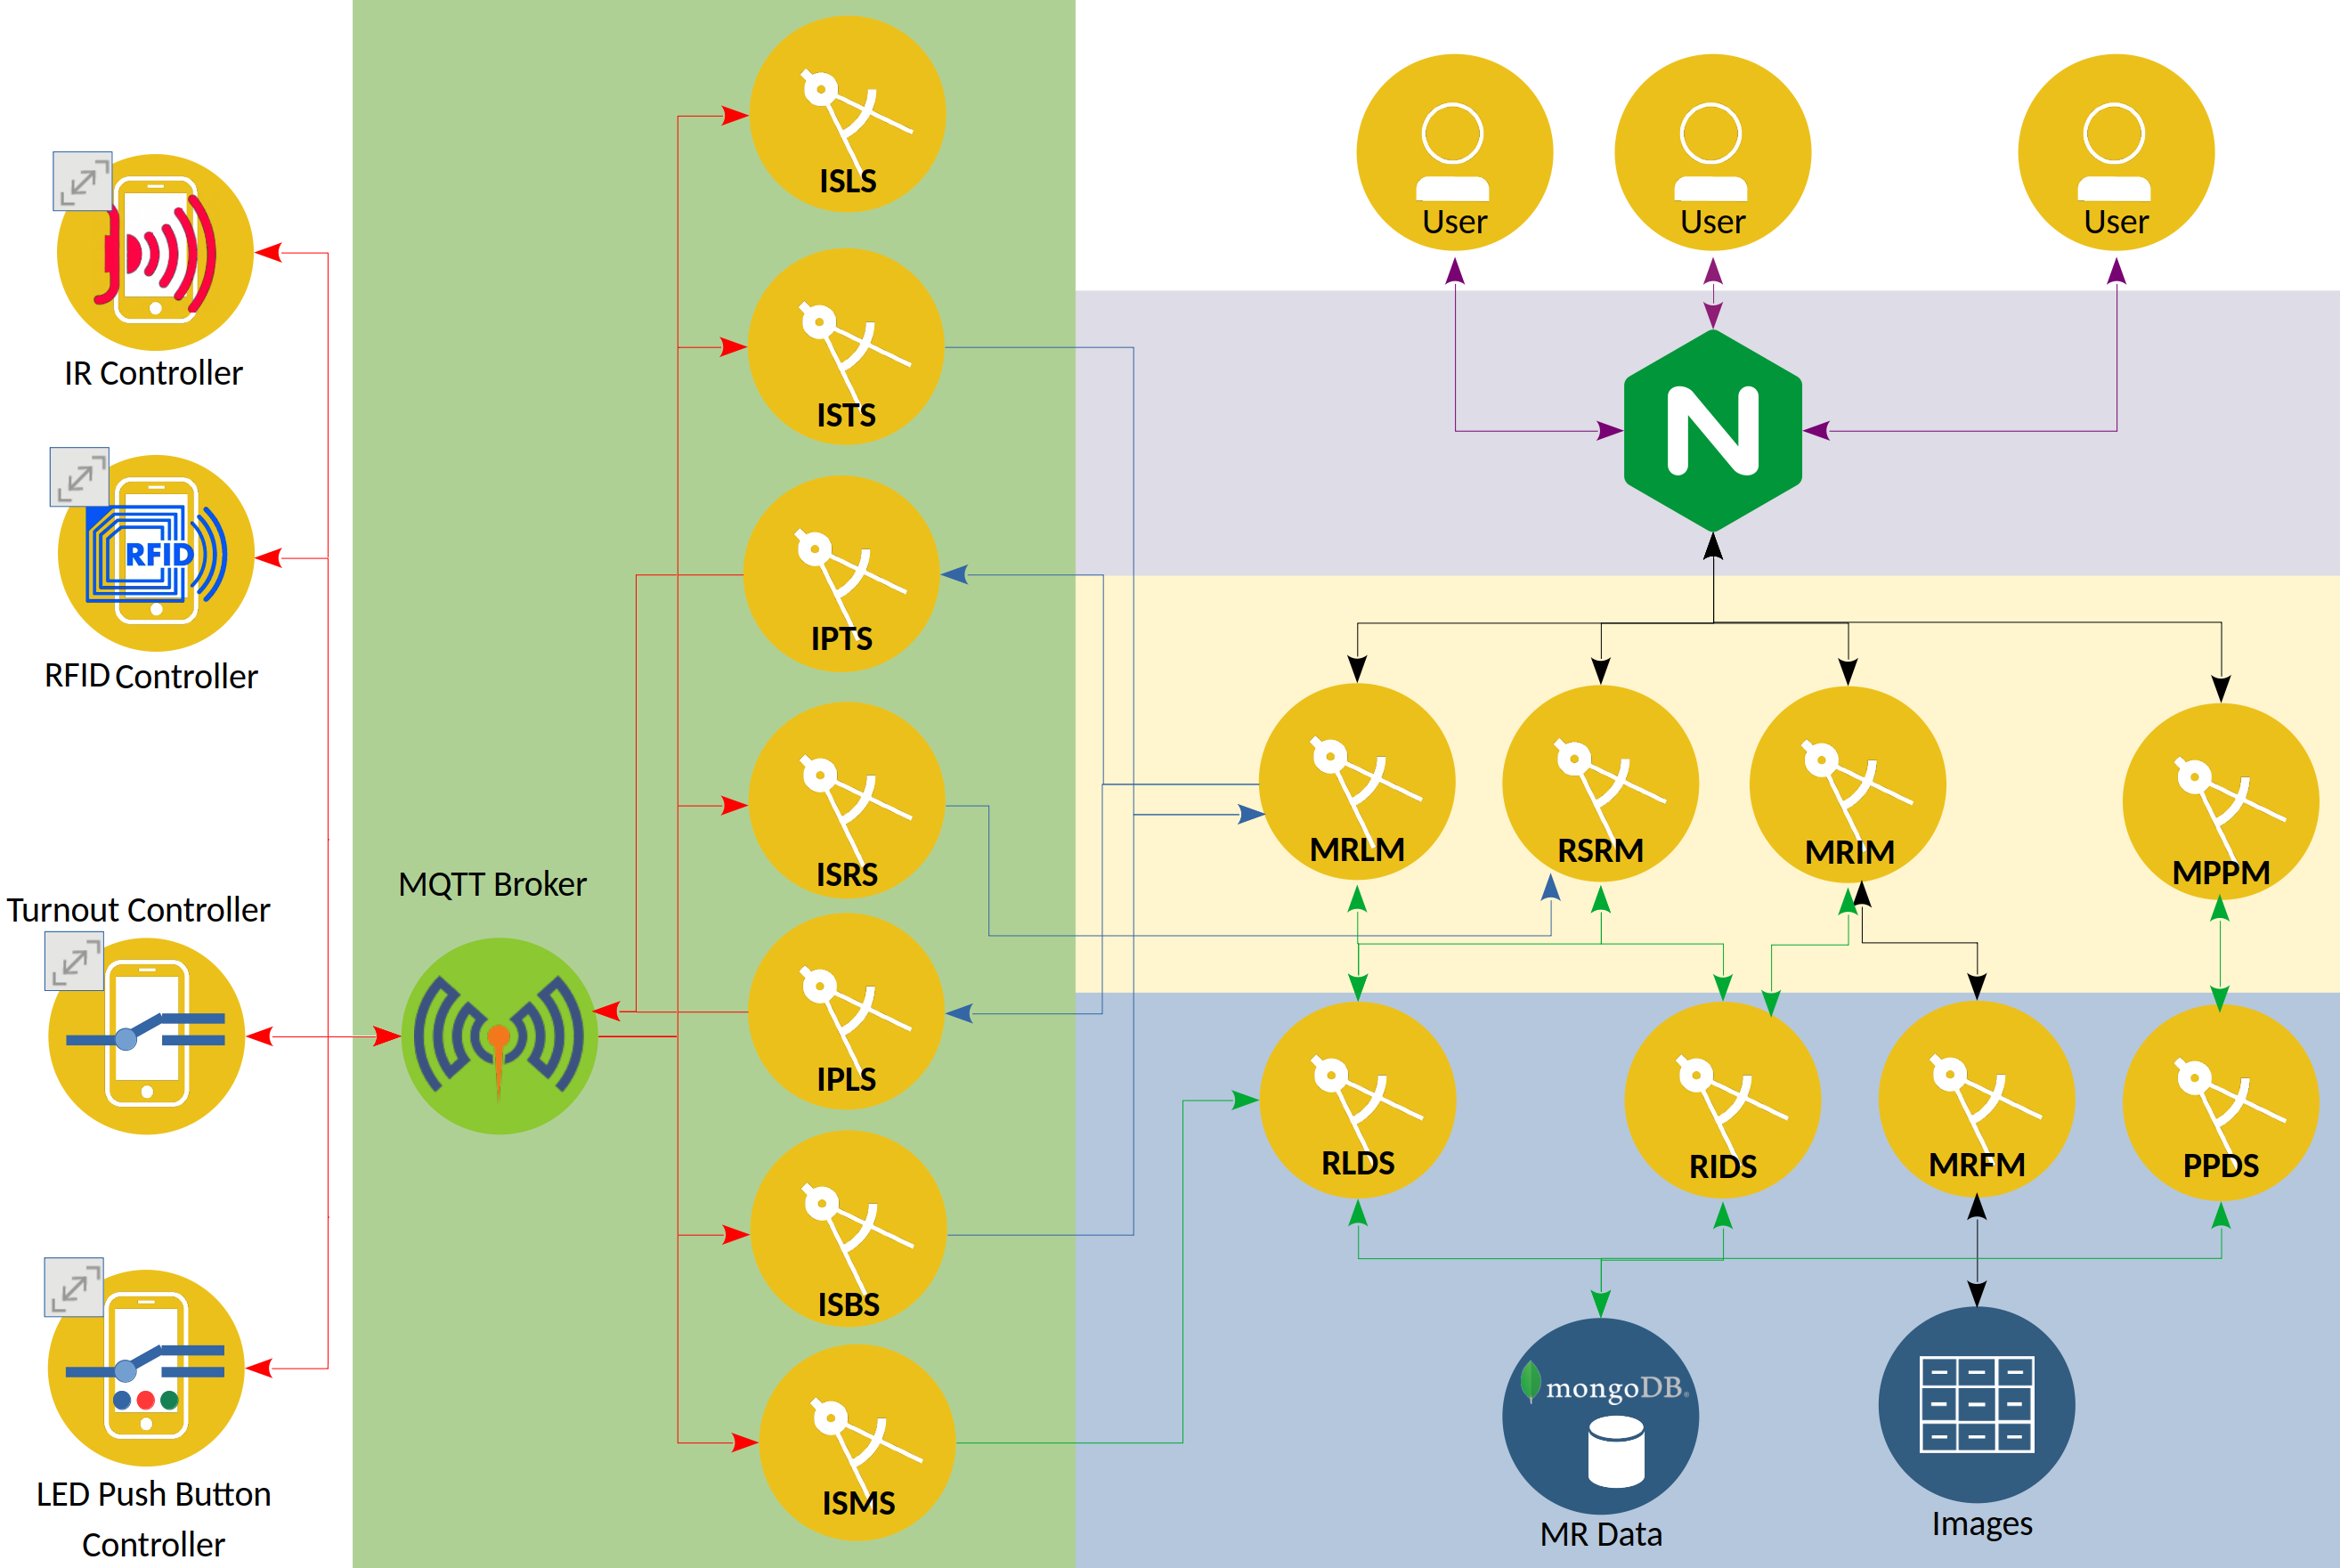 ISLS
User
User
User
IR Controller
ISTS
N
RFID
RFID Controller
IPTS
MRLM
RSRM
MRIM
MPPM
ISRS
MQTT Broker
Turnout Controller
IPLS
RLDS
RIDS
MRFM
PPDS
ISBS
mongoDB®
LED Push Button
Controller
ISMS
MR Data
Images